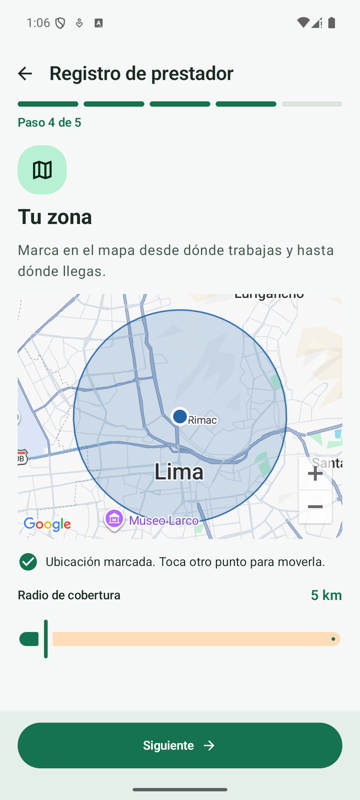 1:06
Registro de prestador
Paso 4 de 5
Tu zona
Marca en el mapa desde dónde trabajas y hasta
dónde llegas.
Lurigancho
Rimac
Lima
Santa
Museo Larco
Google
+
−
Ubicación marcada. Toca otro punto para moverla.
Radio de cobertura
5 km
Siguiente